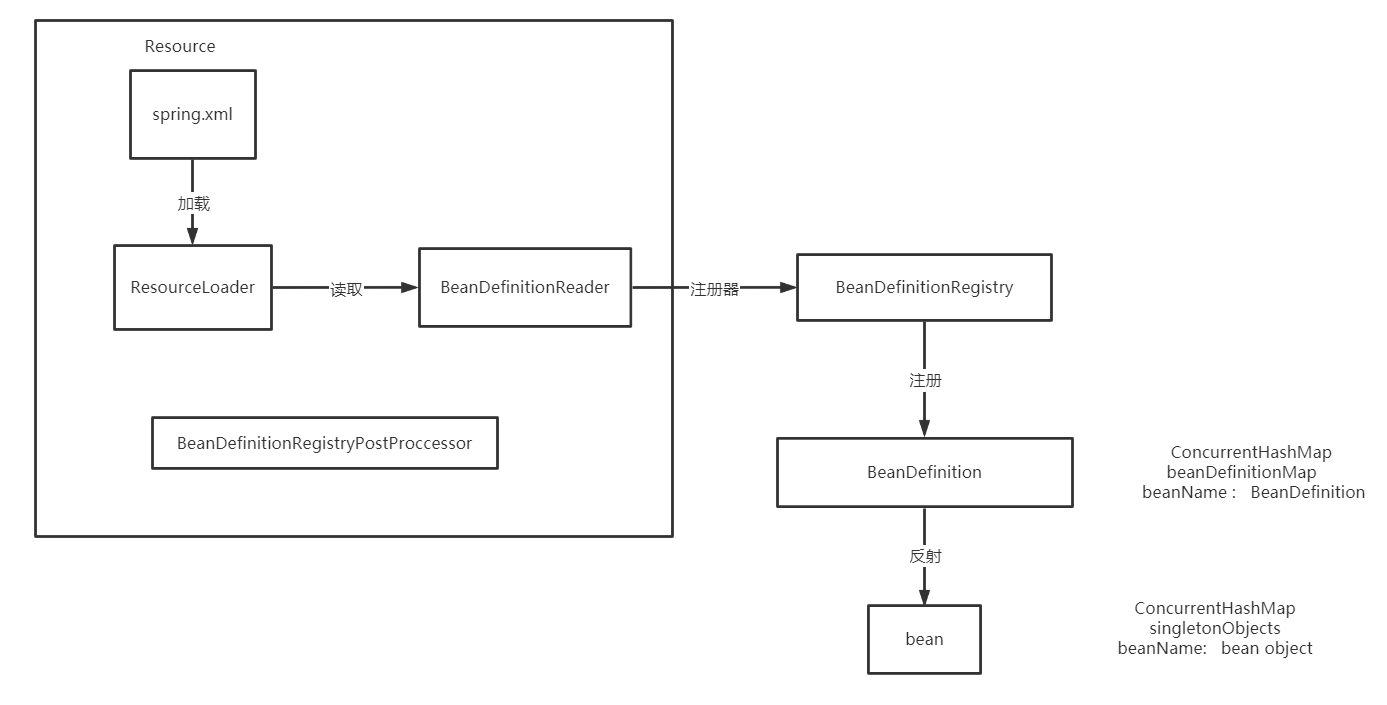 Resource
spring.xml
加载
ResourceLoader
读取
BeanDefinitionReader
注册器
BeanDefinitionRegistry
注册
BeanDefinitionRegistryPostProccessor
BeanDefinition
ConcurrentHashMap
beanDefinitionMap
beanName： BeanDefinition
反射
bean
ConcurrentHashMap
singletonObjects
beanName: bean object